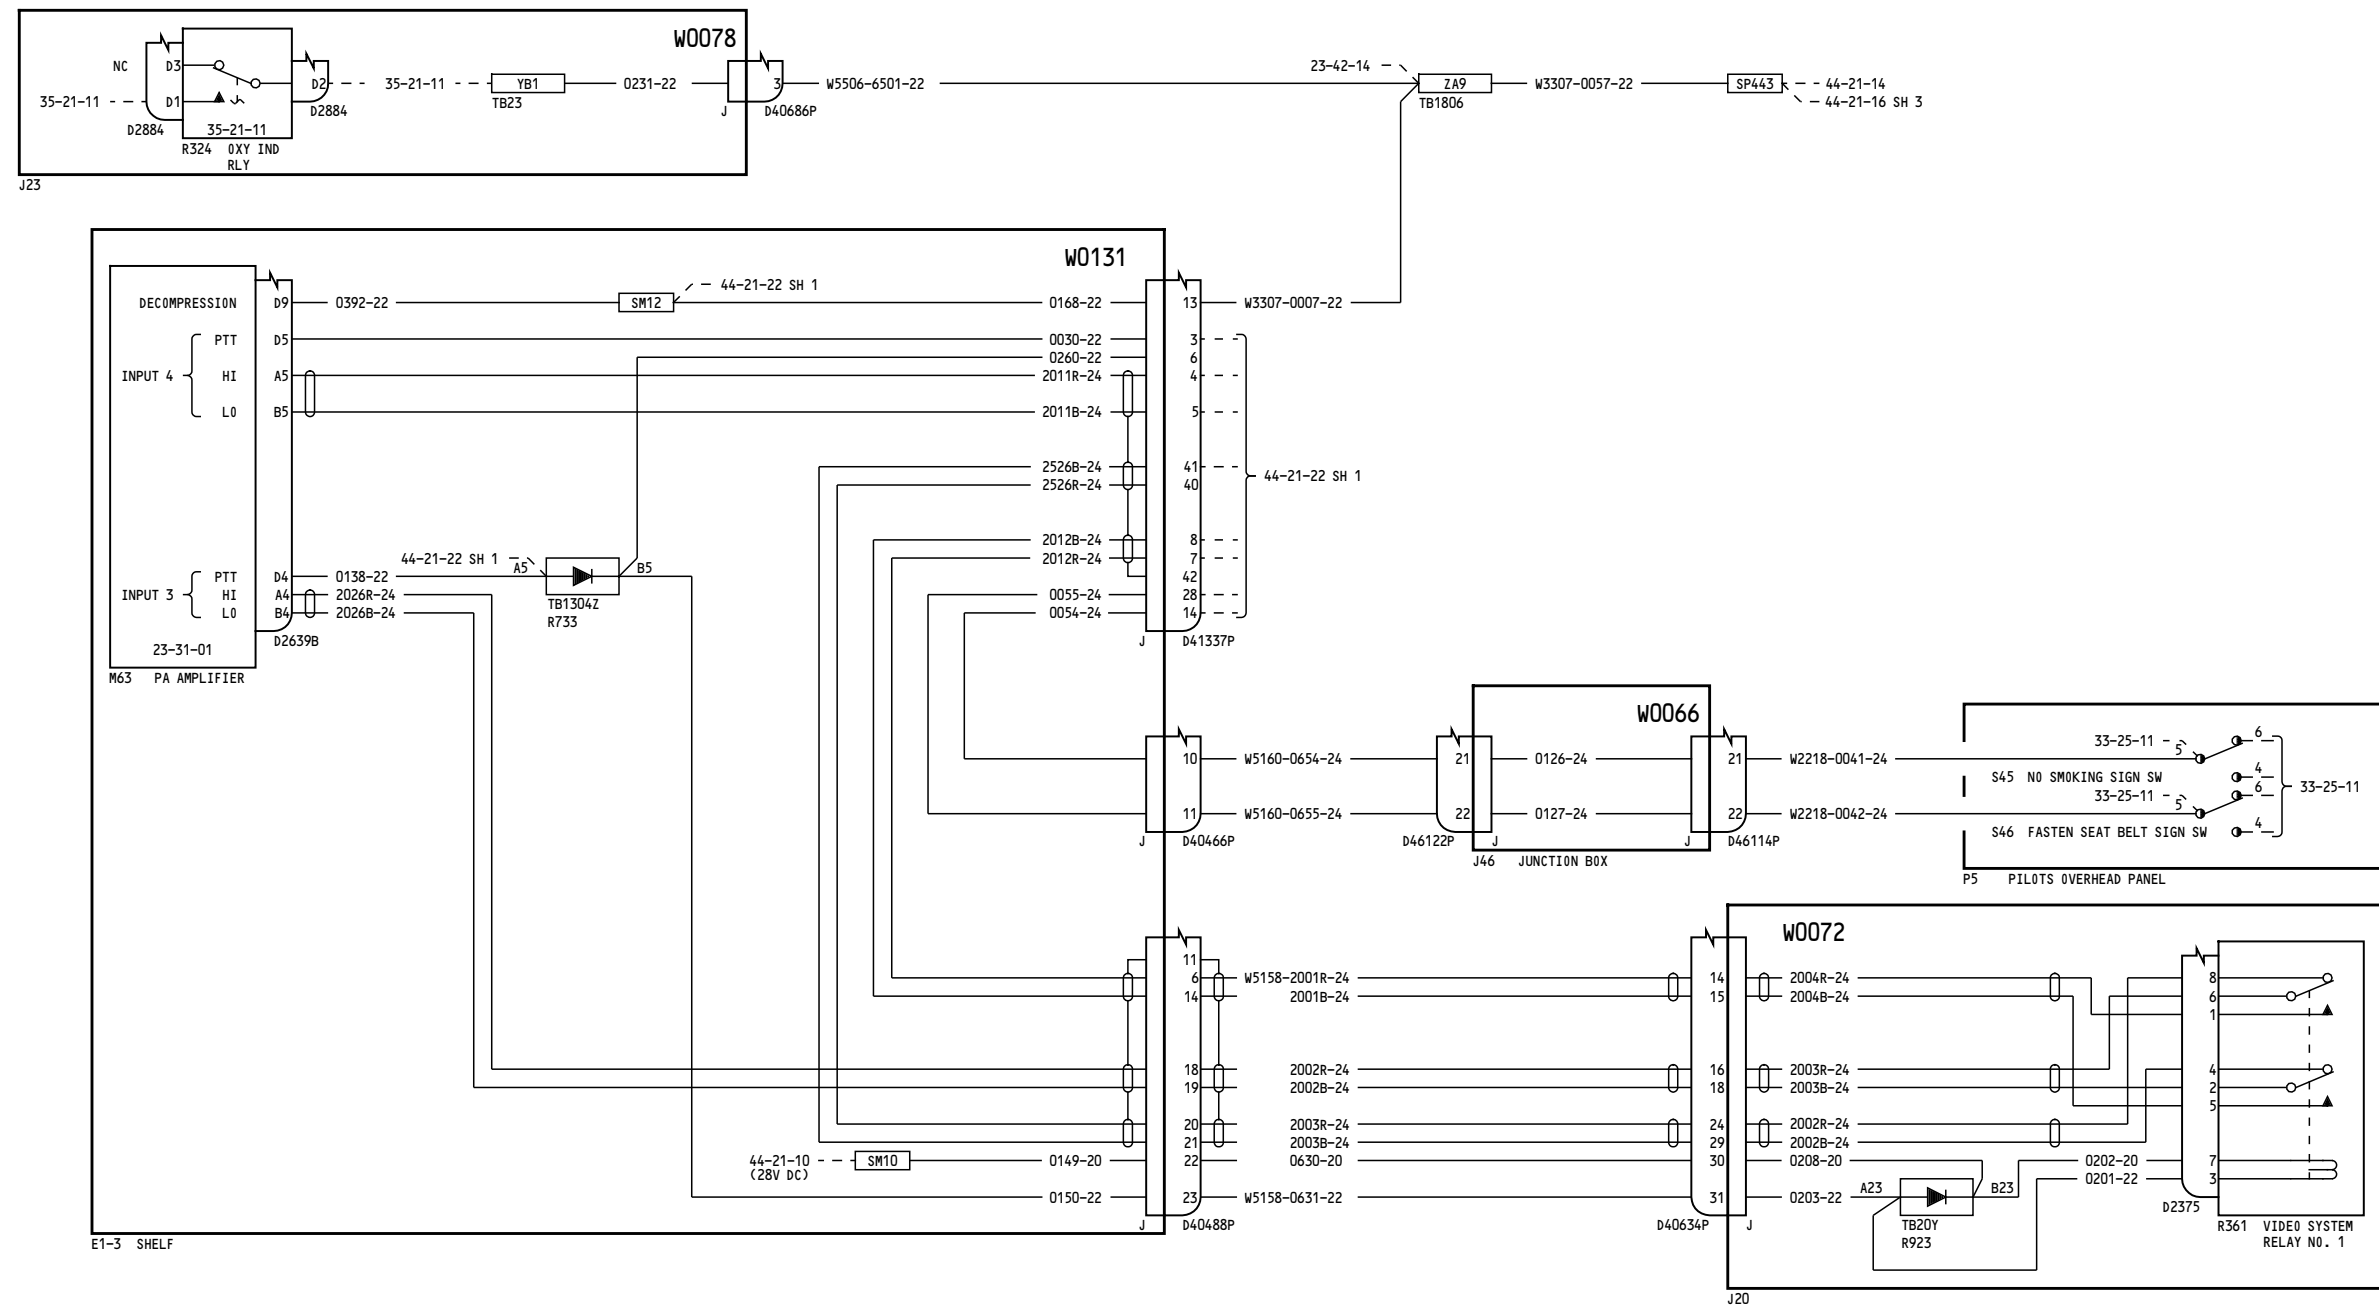 W0078
NC
D3
35-21-11
D1
D2
35-21-11
YB1
0231-22
3
W5506-6501-22
TB23
J
D40686P
D2884
35-21-11
D2884
R324 OXY IND
RLY
J23
23-42-14
ZA9
W3307-0057-22
SP443
44-21-14
44-21-16 SH 3
TB1806
W0131
DECOMPRESSION
D9
0392-22
SM12
44-21-22 SH 1
0168-22
13
W3307-0007-22
PTT
D5
0030-22
3
0260-22
6
INPUT 4
HI
A5
2011R-24
4
LO
B5
2011B-24
5
2526B-24
41
44-21-22 SH 1
2526R-24
40
2012B-24
8
44-21-22 SH 1
2012R-24
7
A5
B5
PTT
D4
0138-22
42
INPUT 3
HI
A4
2026R-24
0055-24
28
LO
B4
2026B-24
0054-24
14
TB1304Z
R733
23-31-01
D2639B
J
D41337P
M63 PA AMPLIFIER
W0066
10
W5160-0654-24
21
0126-24
21
W2218-0041-24
33-25-11
5
6
S45 NO SMOKING SIGN SW
4
33-25-11
5
6
33-25-11
11
W5160-0655-24
22
0127-24
22
W2218-0042-24
S46 FASTEN SEAT BELT SIGN SW
4
J
D40466P
D46122P
J
J
D46114P
J46 JUNCTION BOX
P5 PILOTS OVERHEAD PANEL
W0072
11
6
W5158-2001R-24
14
2004R-24
8
14
2001B-24
15
2004B-24
6
1
18
2002R-24
16
2003R-24
4
19
2002B-24
18
2003B-24
2
5
20
2003R-24
24
2002R-24
21
2003B-24
29
2002B-24
44-21-10
(28V DC)
SM10
0149-20
22
0630-20
30
0208-20
0202-20
7
0201-22
3
0150-22
23
W5158-0631-22
31
0203-22
A23
B23
J
D40488P
D40634P
J
TB20Y
R923
D2375
R361 VIDEO SYSTEM
RELAY NO. 1
E1-3 SHELF
J20